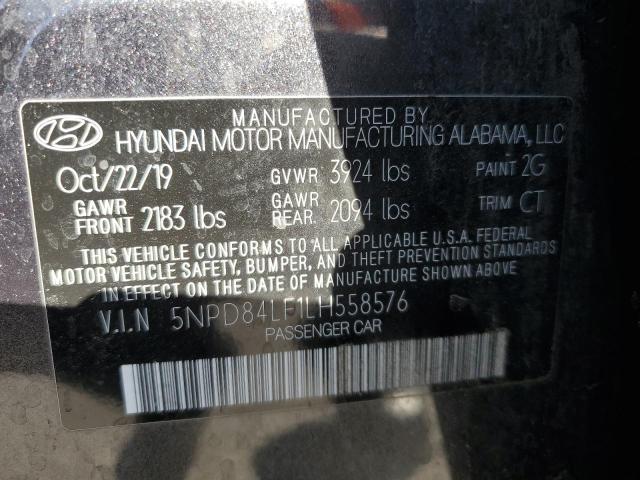 MANUFACTURED BY
HYUNDAI MOTOR MANUFACTURING ALABAMA, LLC
Oct/22/19 GVWR 3924 lbs PAINT 2G
GAWR FRONT 2183 lbs GAWR REAR. 2094 lbs TRIM CT
THIS VEHICLE CONFORMS TO ALL APPLICABLE U.S.A. FEDERAL
MOTOR VEHICLE SAFETY, BUMPER, AND THEFT PREVENTION STANDARDS
IN EFFECT ON THE DATE OF MANUFACTURE SHOWN ABOVE
V.I.N 5NPD84LF1LH558576
PASSENGER CAR